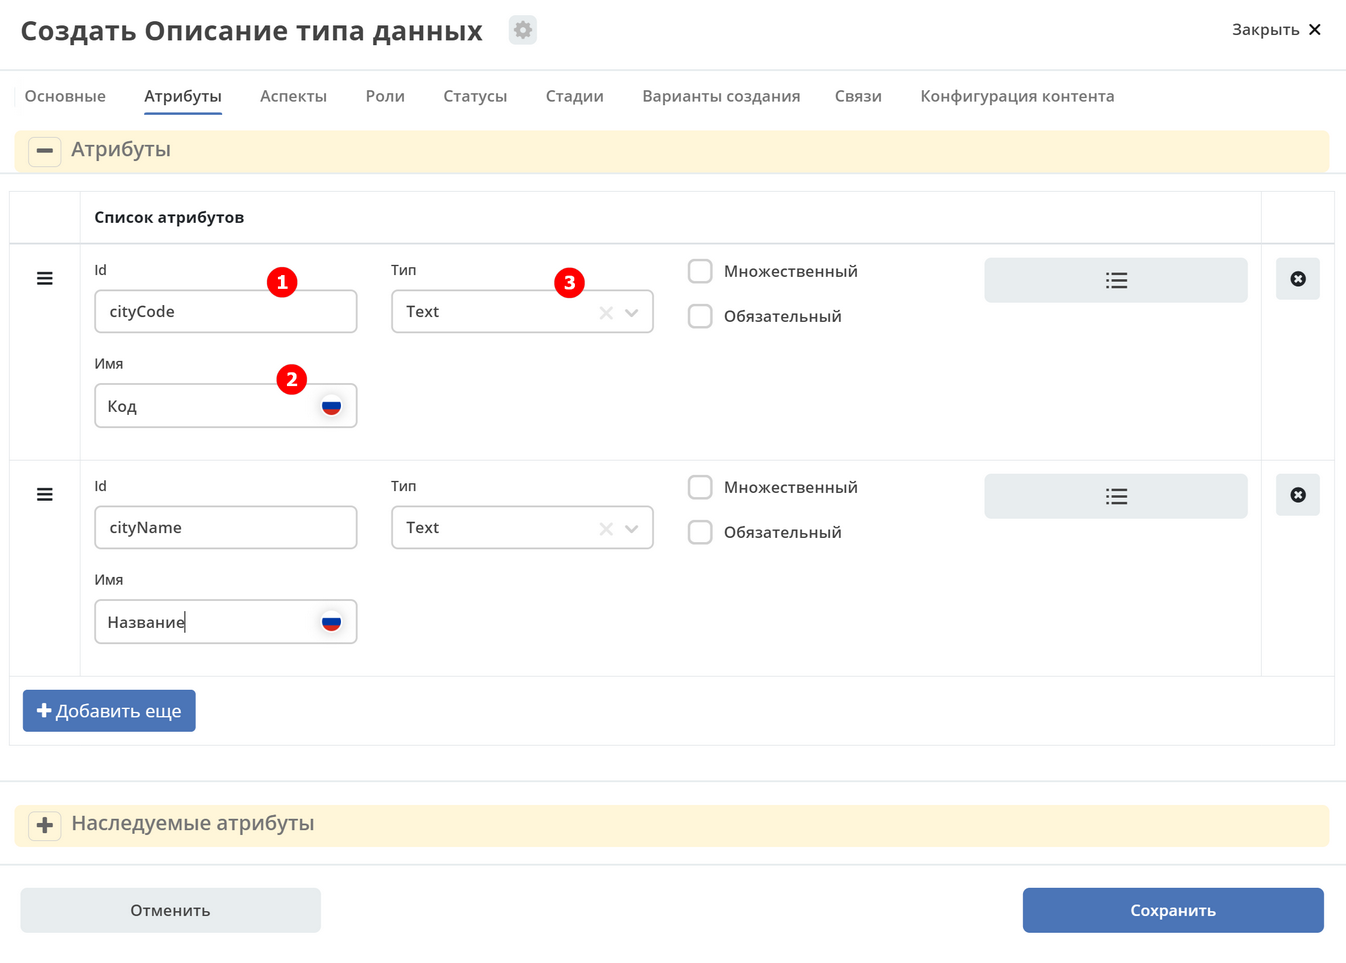 Создать Описание типа данных
Закрыть
Основные Атрибуты Аспекты Роли Статусы Стадии Варианты создания Связи Конфигурация контента
Атрибуты
Список атрибутов
Id Тип Множественный
1 3
cityCode Text Обязательный
Имя
2
Код
Id Тип Множественный
cityName Text Обязательный
Имя
Название
Добавить еще
Наследуемые атрибуты
Отменить Сохранить